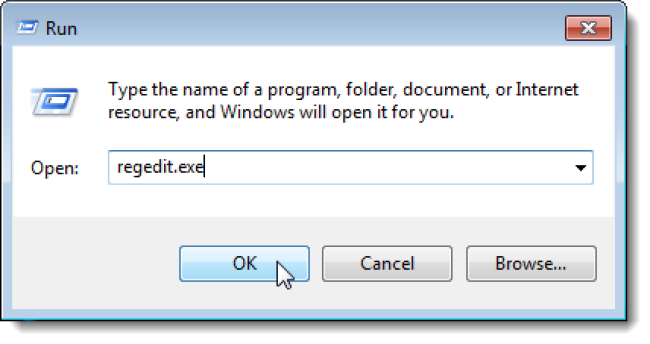 Run
Type the name of a program, folder, document, or Internet
resource, and Windows will open it for you.
Open: regedit.exe
OK Cancel Browse...